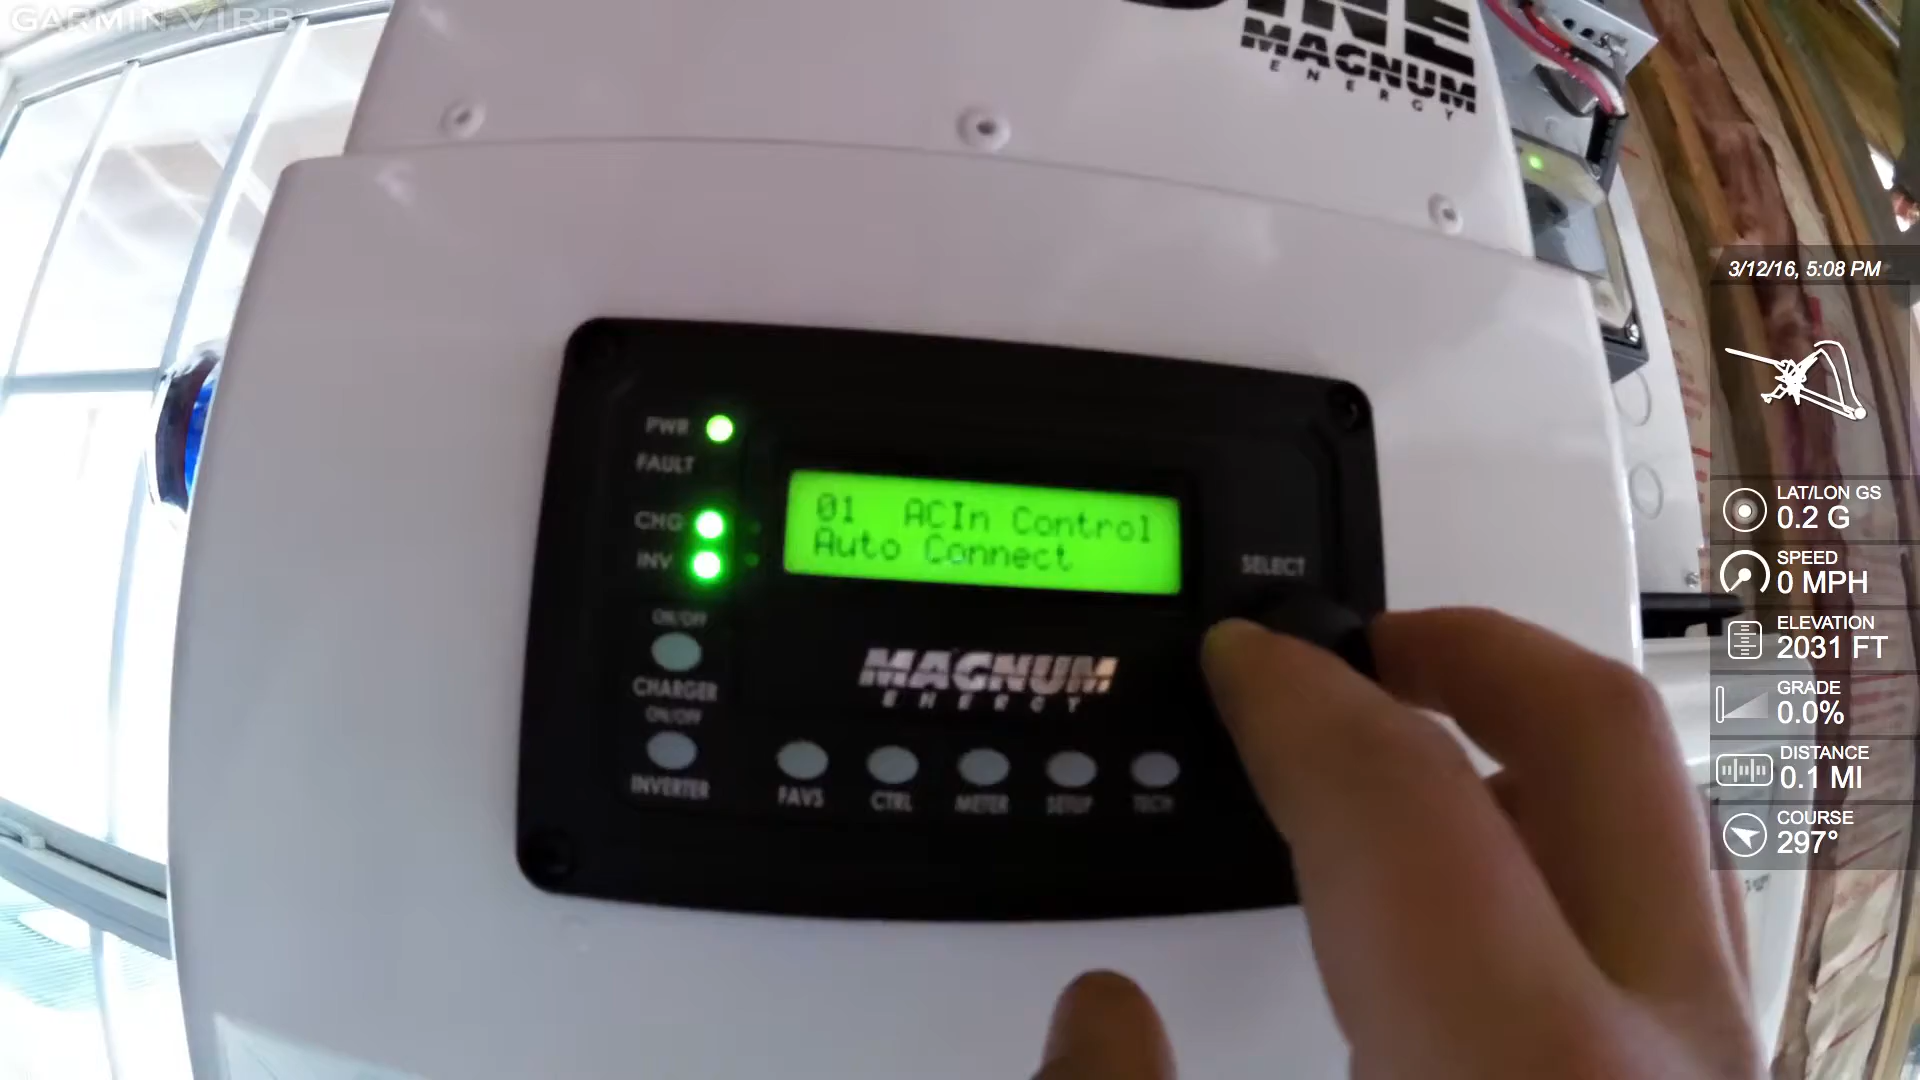 GARMIN VIRB
INE
MAGNUM
ENERGY
3/12/16, 5:08 PM
LAT/LON GS
0.2 G
SPEED
0 MPH
ELEVATION
2031 FT
GRADE
0.0%
DISTANCE
0.1 MI
COURSE
297°
PWR
FAULT
CHG
INV
01 ACIn Control
Auto Connect
SELECT
ON/OFF
CHARGER
ON/OFF
INVERTER
MAGNUM
ENERGY
FAVS
CTRL
METER
SETUP
TECH